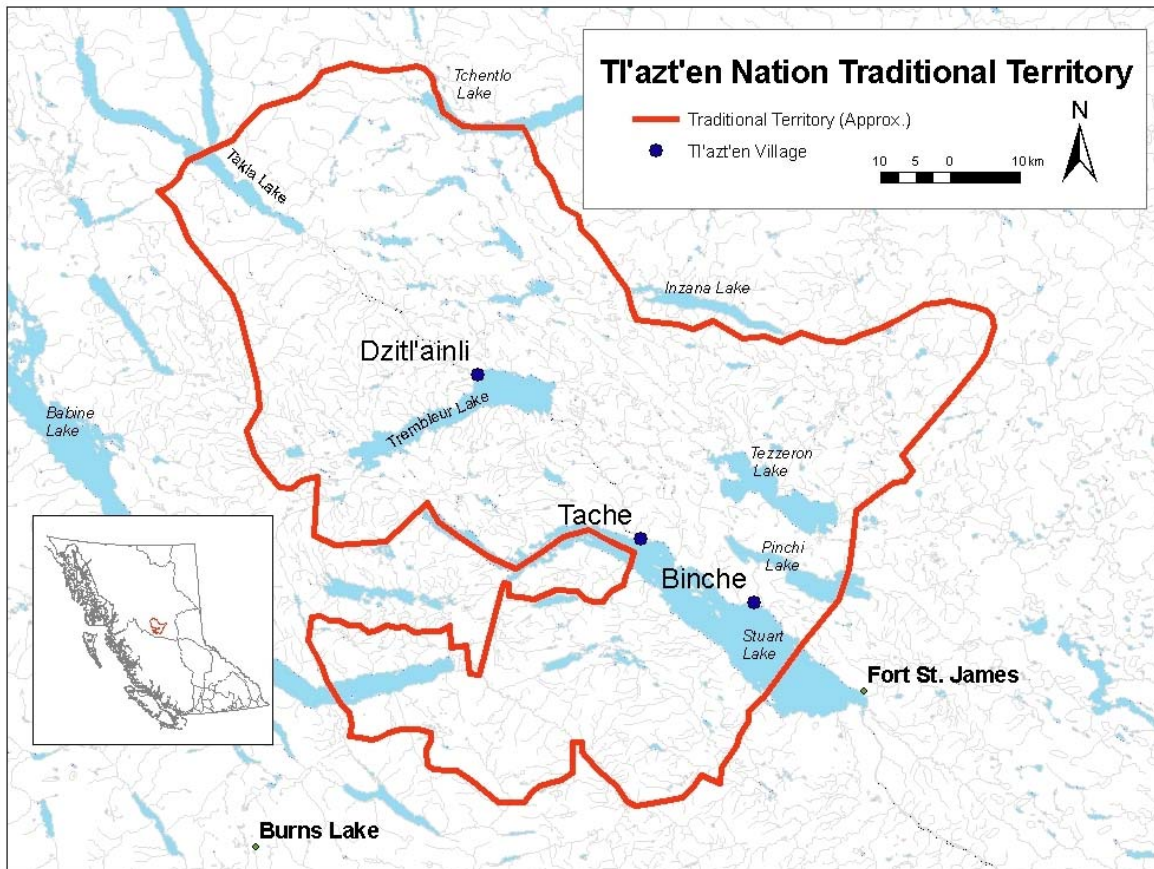 Tl'azt'en Nation Traditional Territory
Traditional Territory (Approx.)
Tl'azt'en Village
10 5 0 10 km
N
Tchentlo
Lake
Takla Lake
Inzana Lake
Dzitl'ainli
Trembleur Lake
Babine
Lake
Tezzeron
Lake
Tache
Pinchi
Lake
Binche
Stuart
Lake
Fort St. James
Burns Lake